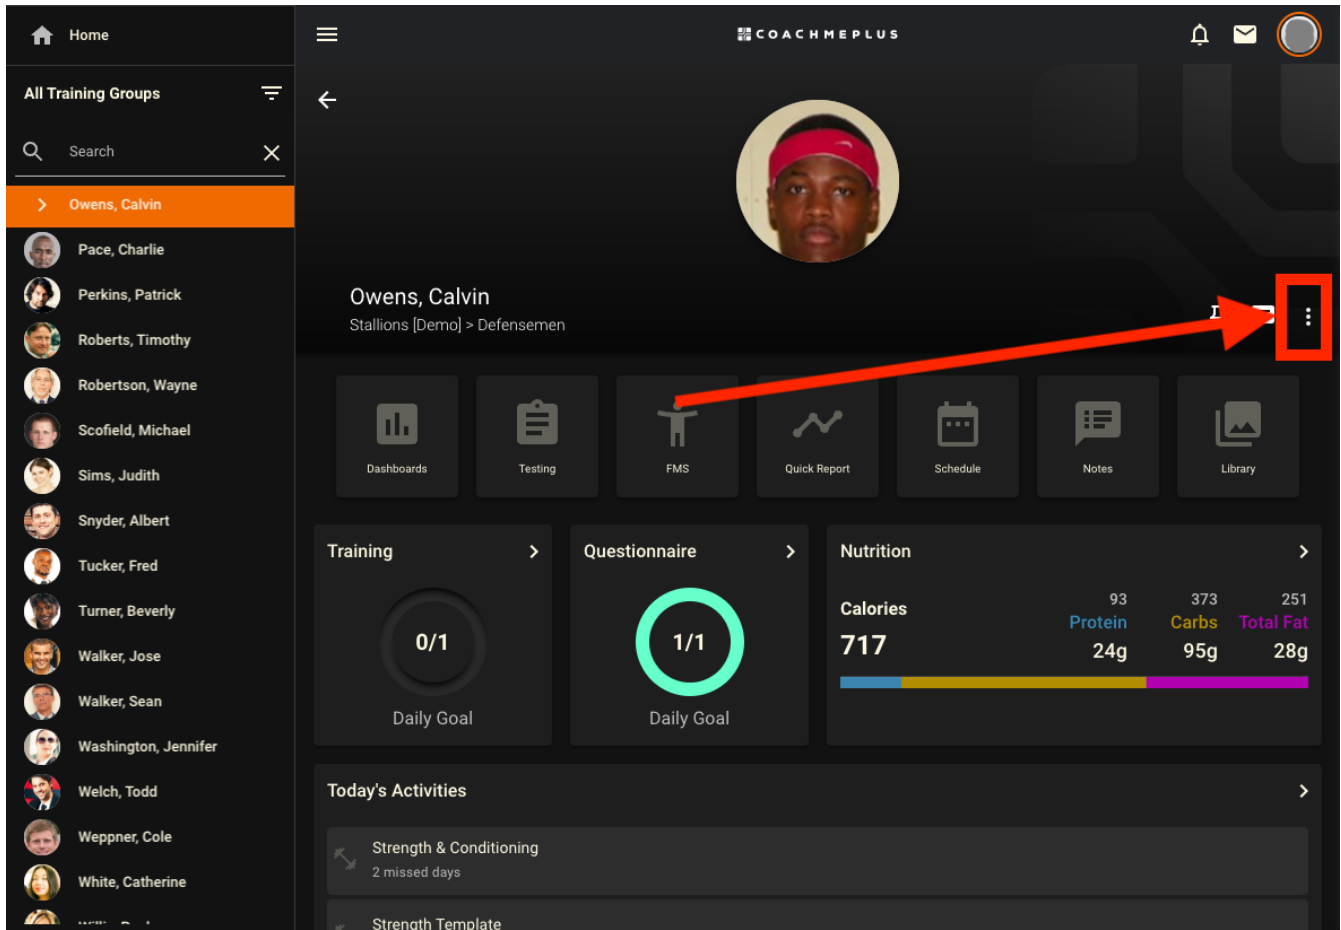 Home
COACHMEPLUS
All Training Groups
Search
Owens, Calvin
Pace, Charlie
Perkins, Patrick
Roberts, Timothy
Robertson, Wayne
Scofield, Michael
Sims, Judith
Snyder, Albert
Tucker, Fred
Turner, Beverly
Walker, Jose
Walker, Sean
Washington, Jennifer
Welch, Todd
Weppner, Cole
White, Catherine
Owens, Calvin
Stallions [Demo] > Defensemen
Dashboards
Testing
FMS
Quick Report
Schedule
Notes
Library
Training
0/1
Daily Goal
Questionnaire
1/1
Daily Goal
Nutrition
Calories
717
93 373 251
Protein Carbs Total Fat
24g 95g 28g
Today's Activities
Strength & Conditioning
2 missed days
Strength Template